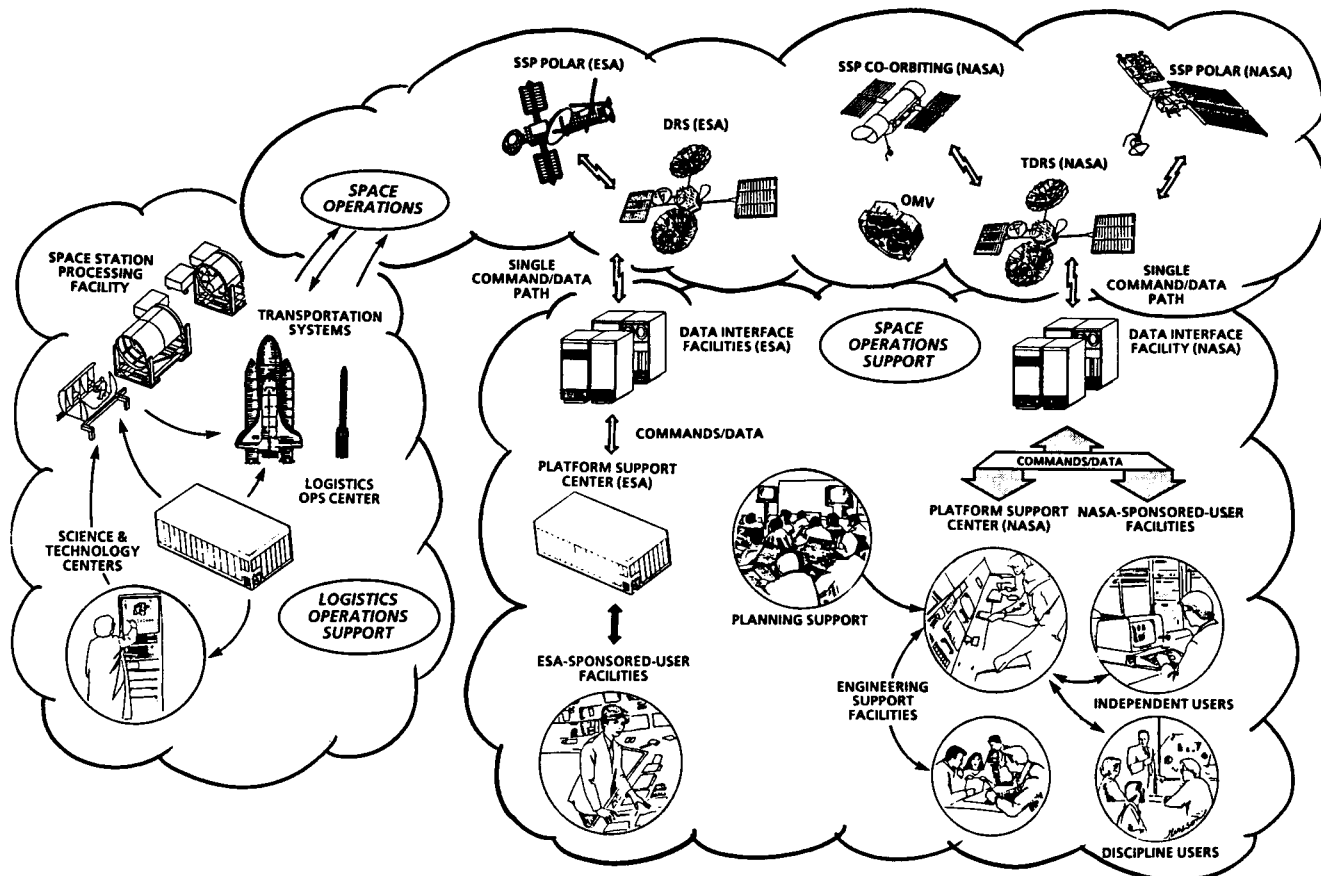 SSP POLAR (ESA)
SSP CO-ORBITING (NASA)
SSP POLAR (NASA)
DRS (ESA)
TDRS (NASA)
OMV
SPACE
OPERATIONS
SPACE STATION
PROCESSING
FACILITY
TRANSPORTATION
SYSTEMS
SINGLE
COMMAND/DATA
PATH
SINGLE
COMMAND/DATA
PATH
DATA INTERFACE
FACILITIES (ESA)
SPACE
OPERATIONS
SUPPORT
DATA INTERFACE
FACILITY (NASA)
COMMANDS/DATA
COMMANDS/DATA
PLATFORM SUPPORT
CENTER (ESA)
LOGISTICS
OPS CENTER
PLATFORM SUPPORT
CENTER (NASA)
NASA-SPONSORED-USER
FACILITIES
SCIENCE &
TECHNOLOGY
CENTERS
LOGISTICS
OPERATIONS
SUPPORT
PLANNING SUPPORT
ESA-SPONSORED-USER
FACILITIES
ENGINEERING
SUPPORT
FACILITIES
INDEPENDENT USERS
DISCIPLINE USERS